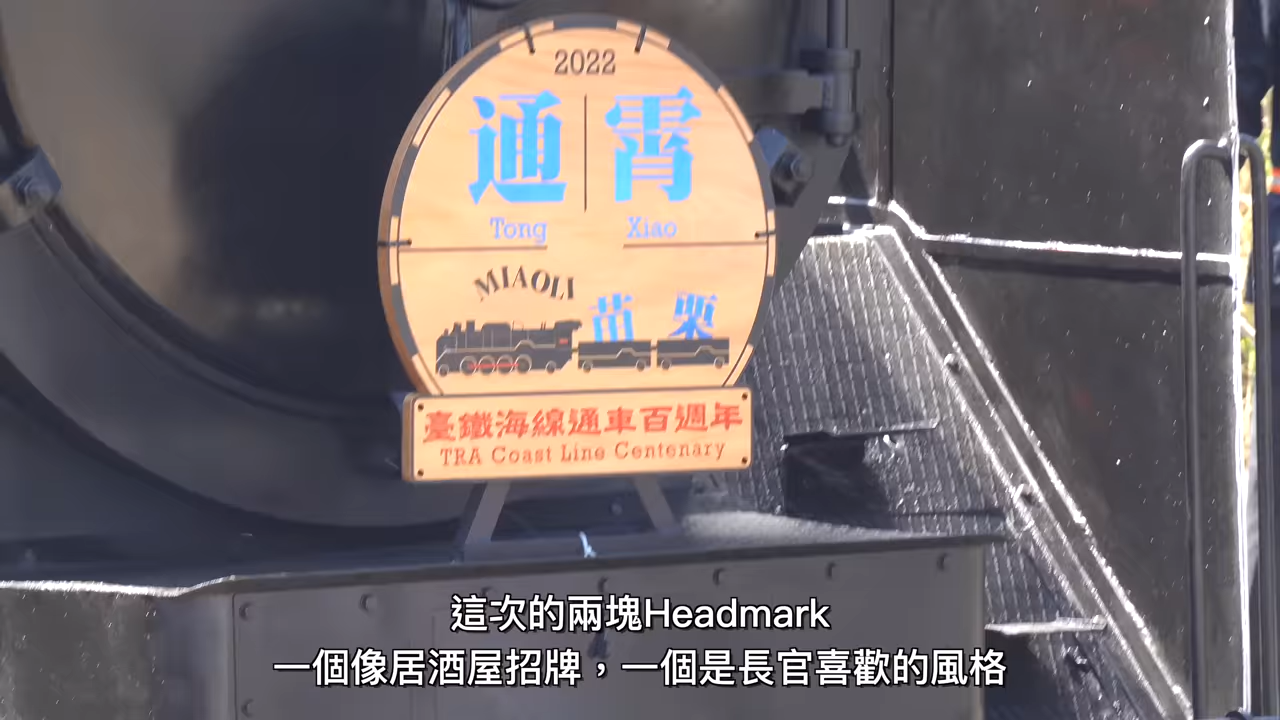 2022
通霄
Tong Xiao
MIAOLI
苗栗
臺鐵海線通車百週年
TRA Coast Line Centenary
這次的兩塊Headmark
一個像居酒屋招牌，一個是長官喜歡的風格